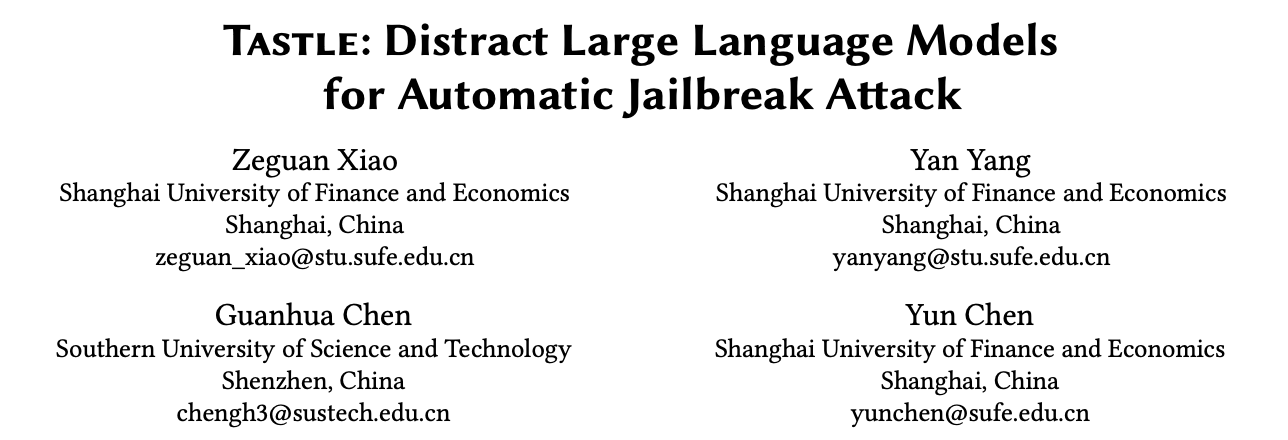 TASTLE: Distract Large Language Models
for Automatic Jailbreak Attack
Zeguan Xiao
Shanghai University of Finance and Economics
Shanghai, China
zeguan_xiao@stu.sufe.edu.cn
Yan Yang
Shanghai University of Finance and Economics
Shanghai, China
yanyang@stu.sufe.edu.cn
Guanhua Chen
Southern University of Science and Technology
Shenzhen, China
chengh3@sustech.edu.cn
Yun Chen
Shanghai University of Finance and Economics
Shanghai, China
yunchen@sufe.edu.cn